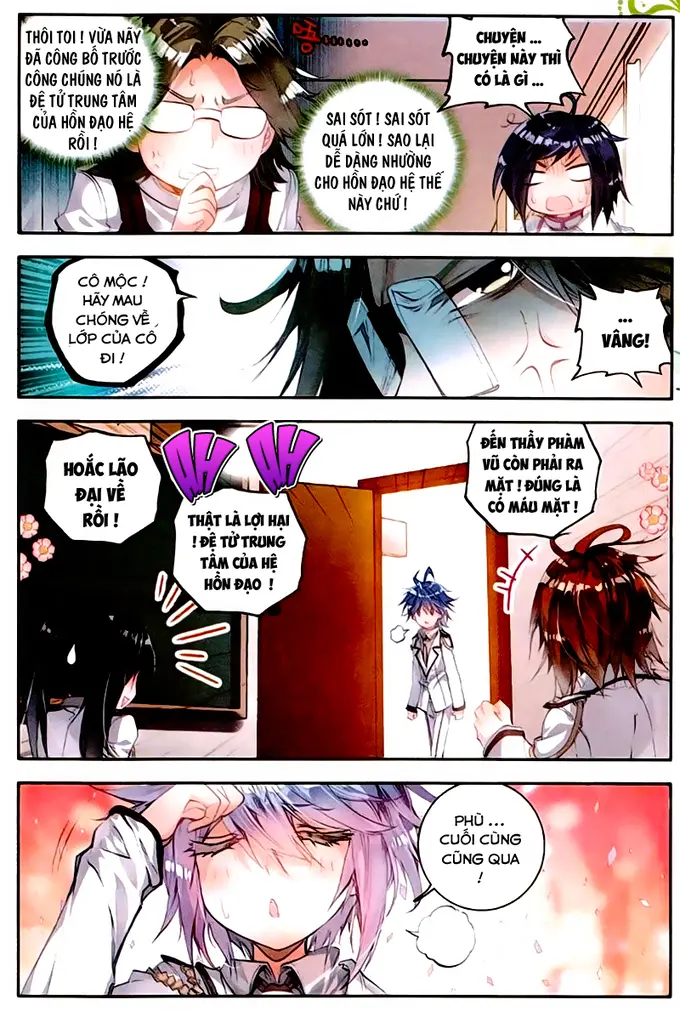 THÔI TOI ! VỪA NÃY
ĐÃ CÔNG BỐ TRƯỚC
CÔNG CHÚNG NÓ LÀ
ĐỆ TỬ TRUNG TÂM
CỦA HỒN ĐẠO HỆ
RỒI !
唔
SAI SÓT ! SAI SÓT
QUÁ LỚN ! SAO LẠI
DỄ DÀNG NHƯỜNG
CHO HỒN ĐẠO HỆ THẾ
NÀY CHỨ !
CHUYỆN ...
CHUYỆN NÀY THÌ
CÓ LÀ GÌ ...
CÔ MỘC !
HÃY MAU
CHÓNG VỀ
LỚP CỦA CÔ
ĐI !
...
VÂNG!
HOẮC LÃO
ĐẠI VỀ
RỒI !
AH AH
THẬT LÀ LỢI HẠI
! ĐỆ TỬ TRUNG
TÂM CỦA HỆ
HỒN ĐẠO !
ĐẾN THẦY PHÀM
VŨ CÒN PHẢI RA
MẶT ! ĐÚNG LÀ
CÓ MÁU MẶT !
PHÙ ...
CUỐI CÙNG
CŨNG QUA
!